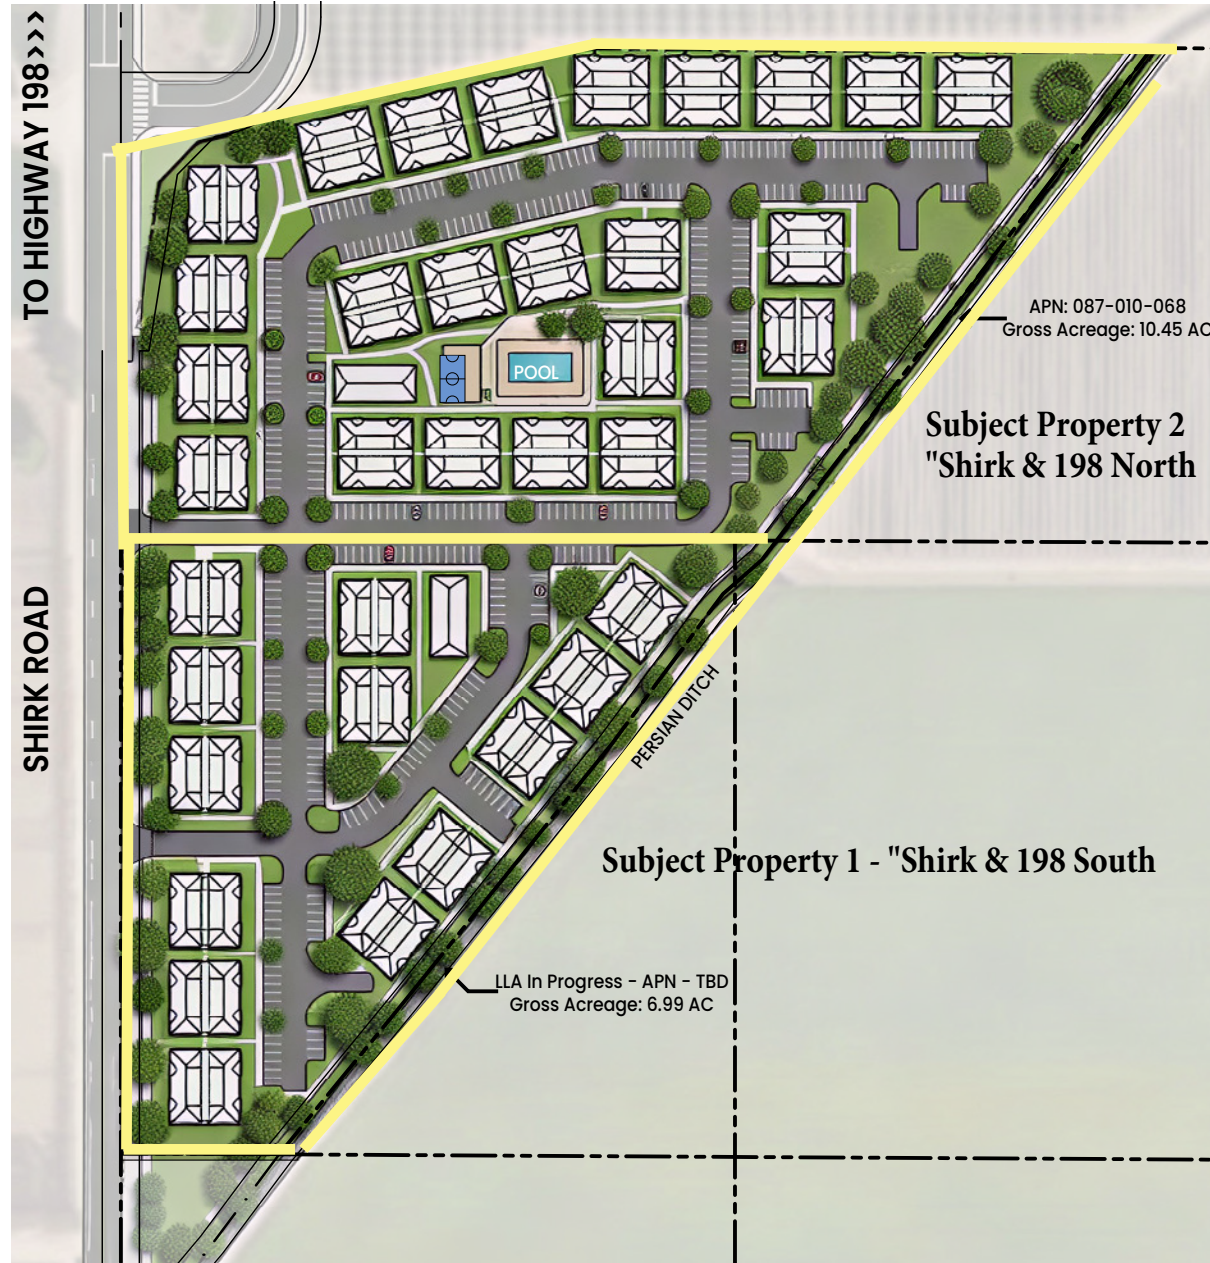 TO HIGHWAY 198>>>
APN: 087-010-068
Gross Acreage: 10.45 AC
POOL
Subject Property 2
"Shirk & 198 North
SHIRK ROAD
PERSIAN DITCH
Subject Property 1 - "Shirk & 198 South
LLA In Progress - APN - TBD
Gross Acreage: 6.99 AC